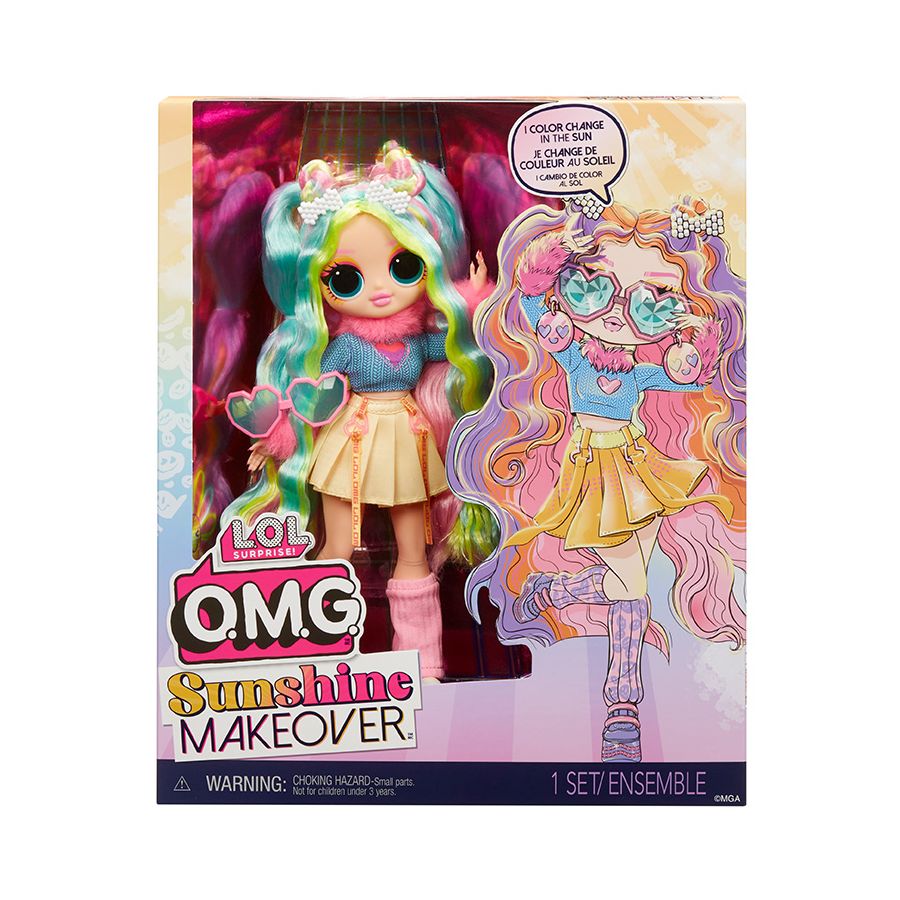 I COLOR CHANGE
IN THE SUN
JE CHANGE DE
COULEUR AU SOLEIL
¡ CAMBIO DE COLOR
AL SOL
L.O.L.
SURPRISE!
O.M.G.
Sunshine
MAKEOVER™
WARNING: CHOKING HAZARD-Small parts.
Not for children under 3 years.
1 SET/ENSEMBLE
©MGA